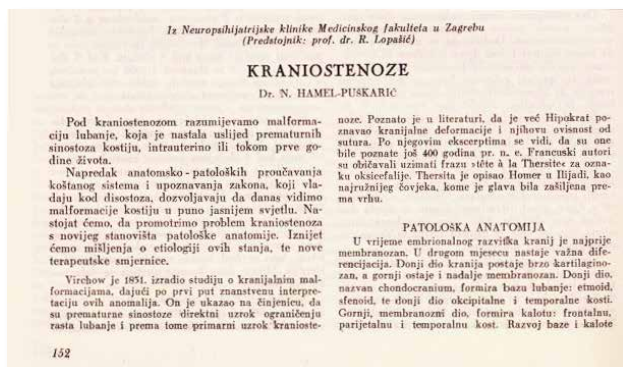 Iz Neuropsihijatrijske klinike Medicinskog fakulteta u Zagrebu
(Predstojnik: prof. dr. R. Lopašić)
KRANIOSTENOZE
Dr. N. HAMEL-PUŠKARIĆ
Pod kraniostenozom razumijevamo malforma-
ciju lubanje, koja je nastala uslijed prematurnih
sinostoza kostiju, intrauterino ili tokom prve go-
dine života.
Napredak anatomsko-patoloških proučavanja
koštanog sistema i upoznavanja zakona, koji vla-
daju kod disostoza, dozvoljavaju da danas vidimo
malformacije kostiju u puno jasnijem svjetlu. Na-
stojat ćemo, da promotrimo problem kraniostenoza
s novijeg stanovišta patološke anatomije. Iznijet
ćemo mišljenja o etiologiji ovih stanja, te nove
terapeutske smjernice.
Virchow je 1851. izradio studiju o kranijalnim mal-
formacijama, dajući po prvi put znanstvenu interpre-
taciju ovih anomalija. On je ukazao na činjenicu, da
su prematurne sinostoze direktni uzrok ograničenju
rasta lubanje i prema tome primarni uzrok kranioste-
152
noze. Poznato je u literaturi, da je već Hipokrat po-
znavao kranijalne deformacije i njihovu ovisnost od
sutura. Po njegovim ekscerptima se vidi, da su one
bile poznate još 400 godina pr. n. e. Francuski autori
su običavali uzimati frazu »tête à la Thersite« za ozna-
ku oksicefalije. Thersita je opisao Homer u Ilijadi, kao
najružnijeg čovjeka, kome je glava bila zašiljena pre-
ma vrhu.
PATOLOŠKA ANATOMIJA
U vrijeme embrionalnog razvitka kranij je najprije
membranozan. U drugom mjesecu nastaje važna dife-
rencijacija. Donji dio kranija postaje brzo kartilagino-
zan, a gornji ostaje i nadalje membranozan. Donji dio,
nazvan chondocranium, formira bazu lubanje: etmoid,
sfenoid, te donji dio okcipitalne i temporalne kosti.
Gornji, membranozni dio, formira kalotu: frontalnu,
parijetalnu i temporalnu kost. Razvoj baze i kalote